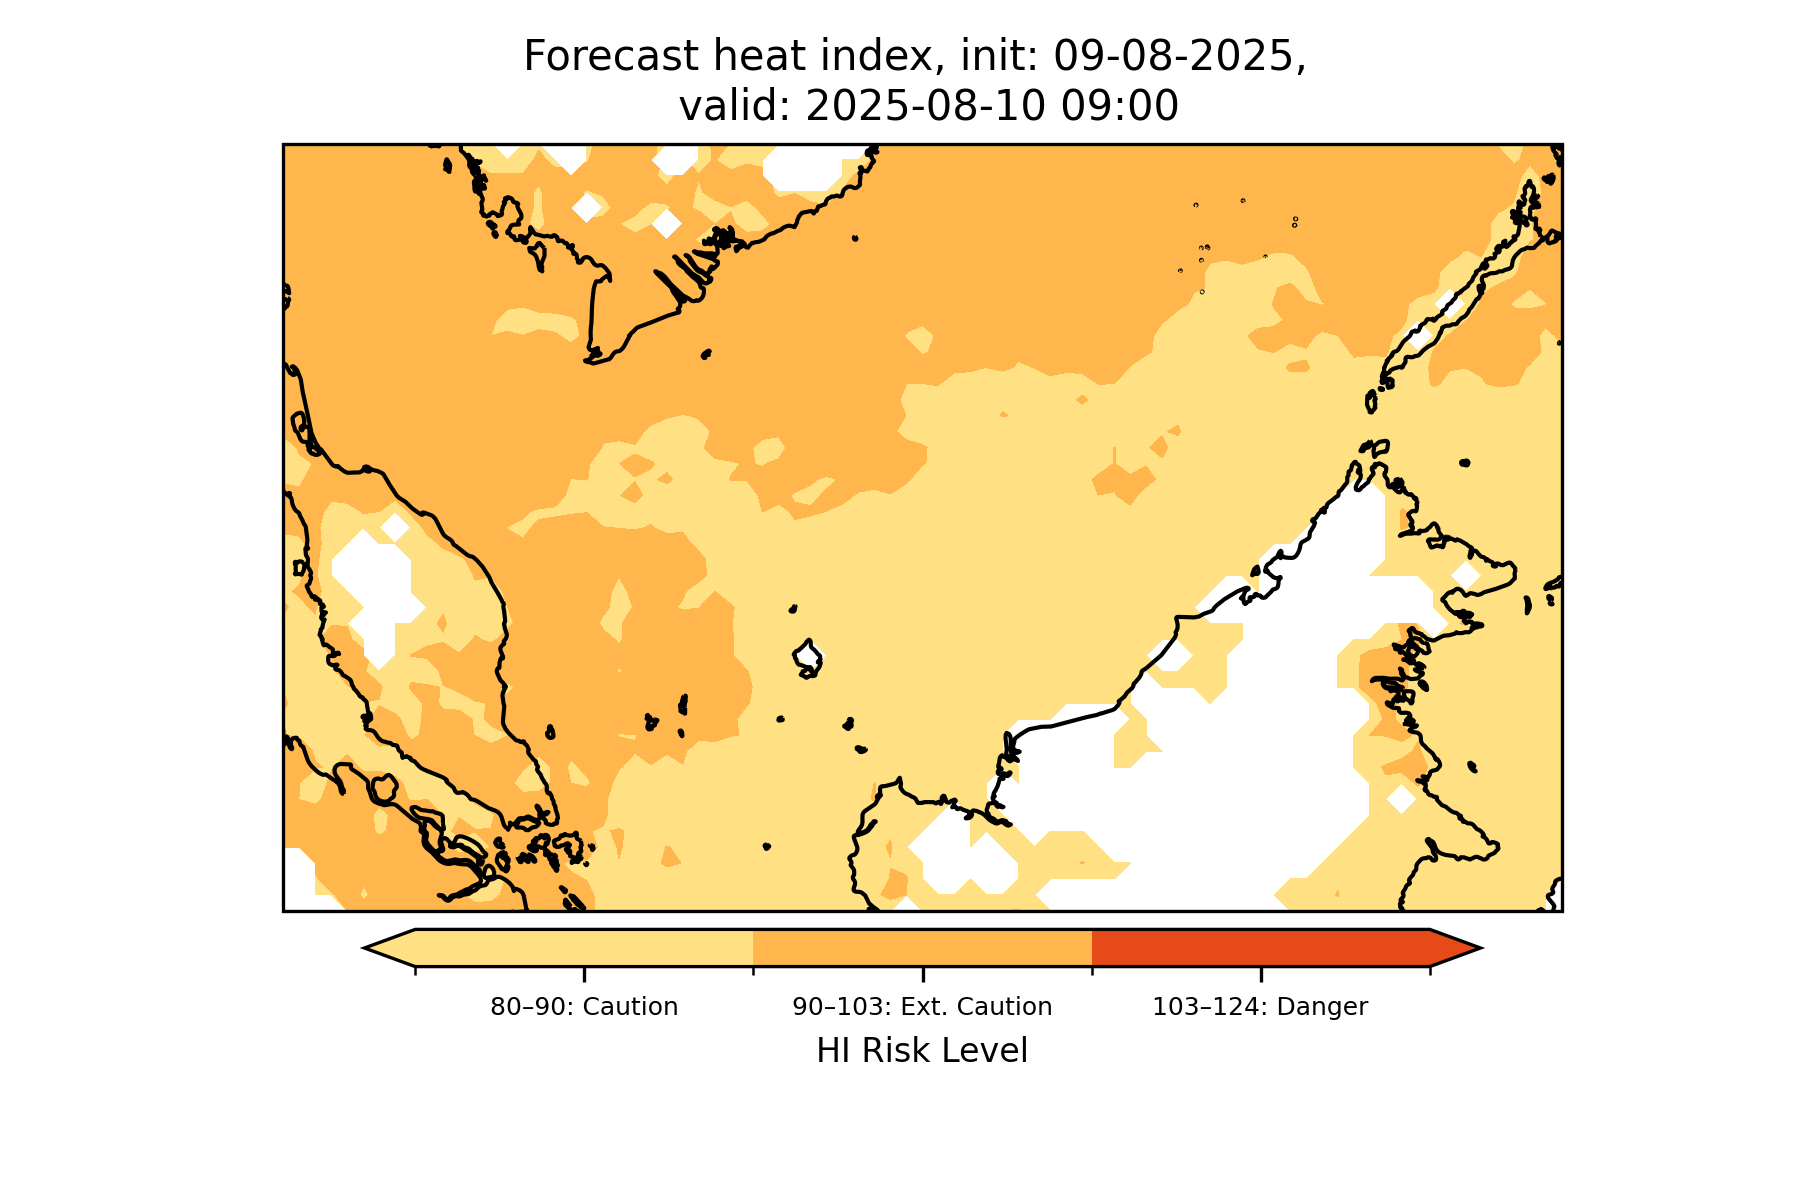 Forecast heat index, init: 09-08-2025,
valid: 2025-08-10 09:00
80–90: Caution
90–103: Ext. Caution
103–124: Danger
HI Risk Level